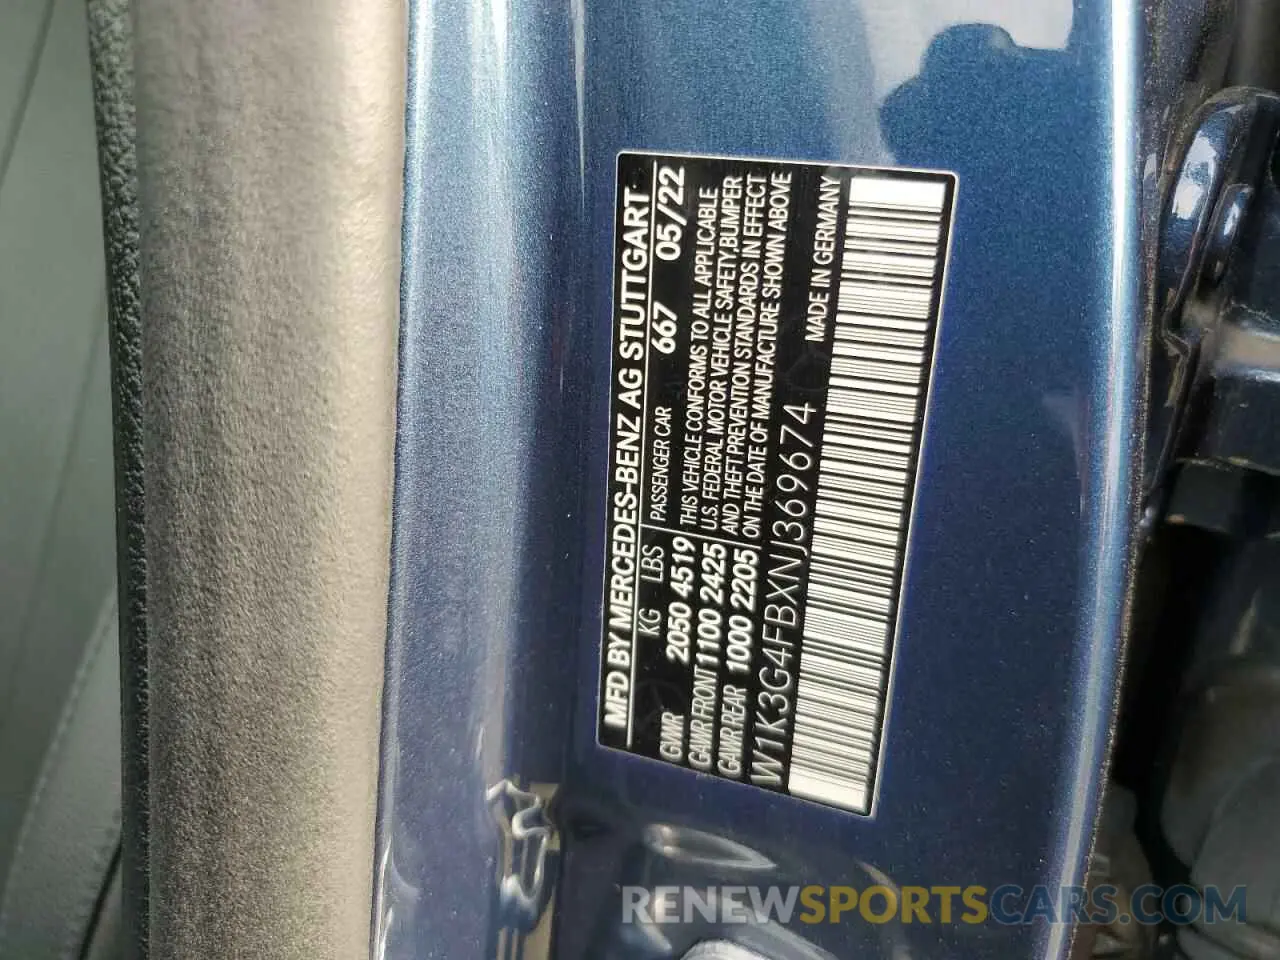 MFD BY MERCEDES-BENZ AG STUTTGART
KG LBS PASSENGER CAR 667 05/22
GVWR 2050 4519 THIS VEHICLE CONFORMS TO ALL APPLICABLE
GAWR FRONT 1100 2425 U.S. FEDERAL MOTOR VEHICLE SAFETY, BUMPER
GAWR REAR 1000 2205 AND THEFT PREVENTION STANDARDS IN EFFECT
ON THE DATE OF MANUFACTURE SHOWN ABOVE
W1K3G4FBXNJ369674 MADE IN GERMANY
RENEWSPORTSCARS.COM